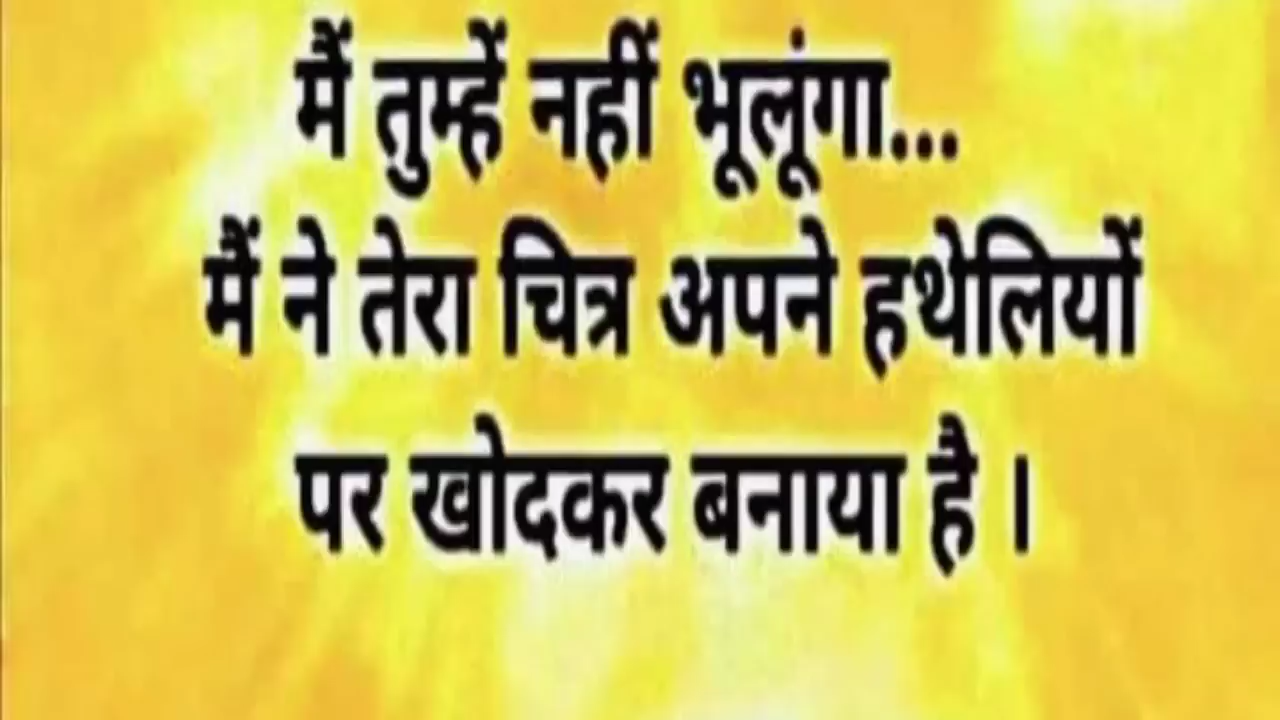 मैं तुम्हें नहीं भूलूंगा...
मैं ने तेरा चित्र अपने हथेलियों
पर खोदकर बनाया है ।